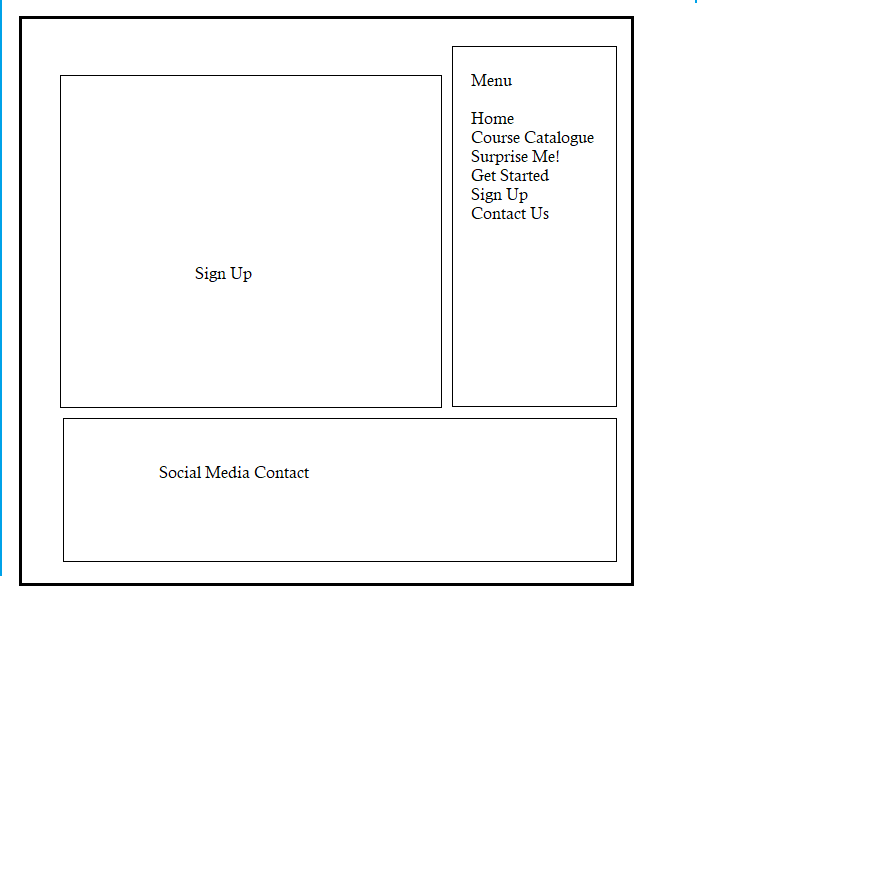 Menu
Home
Course Catalogue
Surprise Me!
Get Started
Sign Up
Contact Us
Sign Up
Social Media Contact